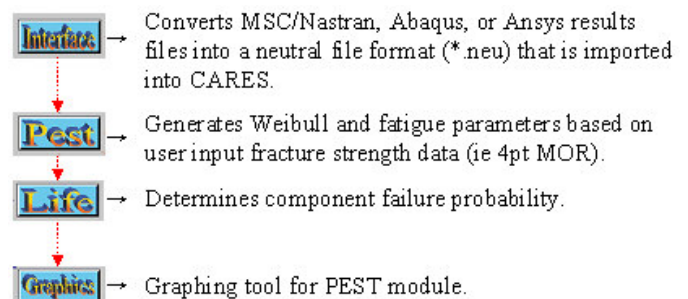 Interface → Converts MSC/Nastran, Abaqus, or Ansys results
files into a neutral file format (*.neu) that is imported
into CARES.
Pest → Generates Weibull and fatigue parameters based on
user input fracture strength data (ie 4pt MOR).
Life → Determines component failure probability.
Graphics → Graphing tool for PEST module.